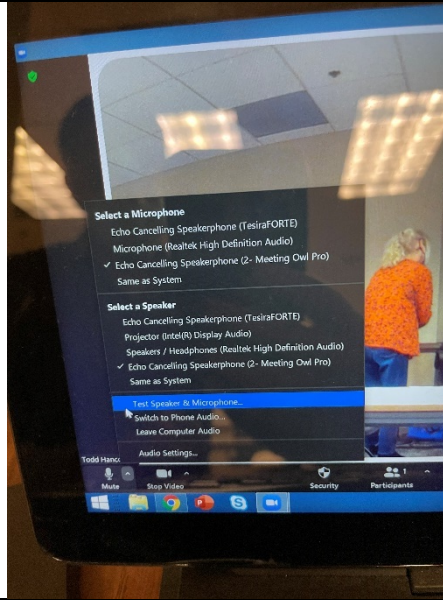 Select a Microphone
Echo Cancelling Speakerphone (TesiraFORTE)
Microphone (Realtek High Definition Audio)
✓ Echo Cancelling Speakerphone (2- Meeting Owl Pro)
Same as System
Select a Speaker
Echo Cancelling Speakerphone (TesiraFORTE)
Projector (Intel(R) Display Audio)
Speakers / Headphones (Realtek High Definition Audio)
✓ Echo Cancelling Speakerphone (2- Meeting Owl Pro)
Same as System
Test Speaker & Microphone...
Switch to Phone Audio...
Leave Computer Audio
Audio Settings...
Todd Hanc
1
Mute Stop Video Security Participants
P S